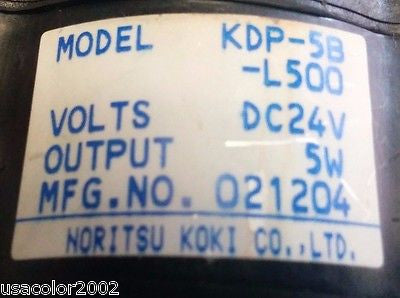 MODEL KDP-5B
-L500
VOLTS DC24V
OUTPUT 5W
MFG.NO. 021204
NORITSU KOKI CO.,LTD.
usacolor2002